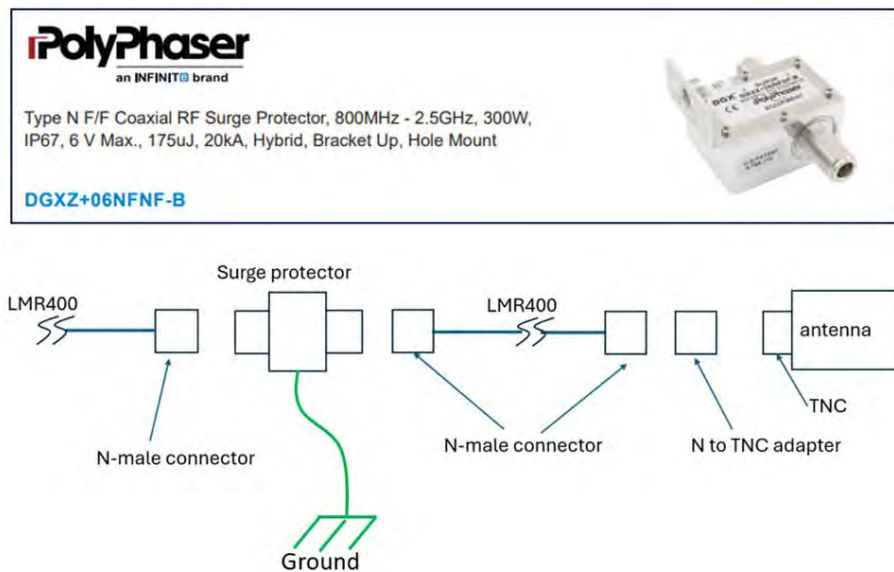 PolyPhaser
an INFINITE brand
Type N F/F Coaxial RF Surge Protector, 800MHz - 2.5GHz, 300W,
IP67, 6 V Max., 175uJ, 20kA, Hybrid, Bracket Up, Hole Mount
DGXZ+06NFNF-B
DGX
PolyPhaser
Surge protector
LMR400
LMR400
antenna
TNC
N-male connector
N-male connector
N to TNC adapter
Ground